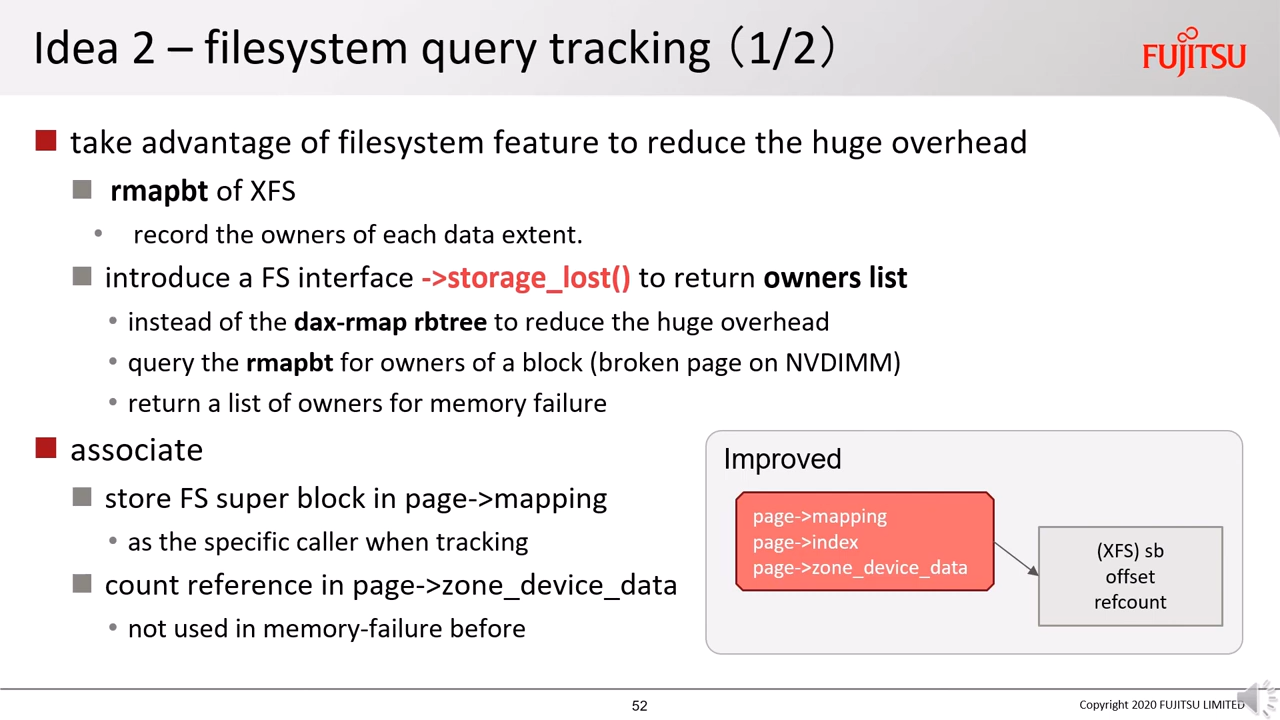 Idea 2 – filesystem query tracking（1/2）
FUJITSU
take advantage of filesystem feature to reduce the huge overhead
rmapbt of XFS
record the owners of each data extent.
introduce a FS interface ->storage_lost() to return owners list
instead of the dax-rmap rbtree to reduce the huge overhead
query the rmapbt for owners of a block (broken page on NVDIMM)
return a list of owners for memory failure
associate
store FS super block in page->mapping
as the specific caller when tracking
count reference in page->zone_device_data
not used in memory-failure before
Improved
page->mapping
page->index
page->zone_device_data
(XFS) sb
offset
refcount
52
Copyright 2020 FUJITSU LIMITED